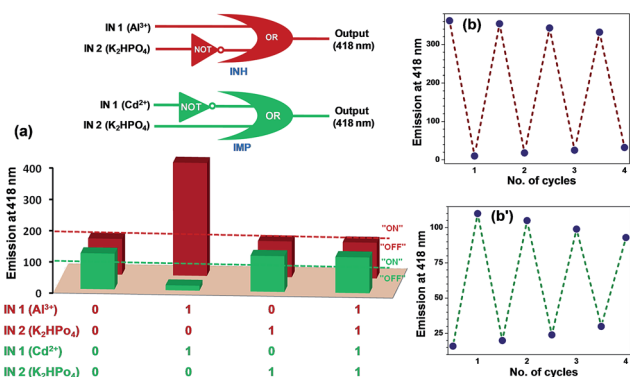 IN 1 (Al³⁺)
IN 2 (K₂HPO₄)
NOT
OR
Output
(418 nm)
INH
IN 1 (Cd²⁺)
IN 2 (K₂HPO₄)
NOT
OR
Output
(418 nm)
IMP
(a)
Emission at 418 nm
400
300
200
100
0
"ON"
"OFF"
"ON"
"OFF"
IN 1 (Al³⁺) 0 1 0 1
IN 2 (K₂HPo₄) 0 0 1 1
IN 1 (Cd²⁺) 0 1 0 1
IN 2 (K₂HPo₄) 0 0 1 1
(b)
Emission at 418 nm
300
200
100
0
1 2 3 4
No. of cycles
(b')
Emission at 418 nm
100
75
50
25
1 2 3 4
No. of cycles